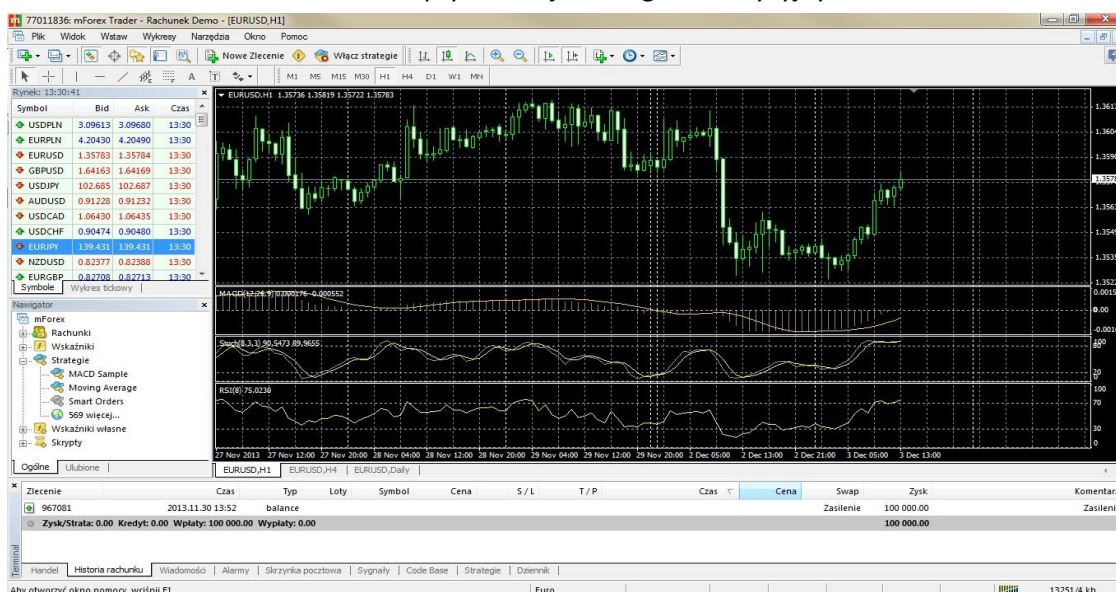 77011836: mForex Trader - Rachunek Demo - [EURUSD,H1]
Plik Widok Wstaw Wykresy Narzędzia Okno Pomoc
Nowe Zlecenie Włącz strategie
A T M1 M5 M15 M30 H1 H4 D1 W1 MN
Rynek: 13:30:41
Symbol Bid Ask Czas
USDPLN 3.09613 3.09680 13:30
EURPLN 4.20430 4.20490 13:30
EURUSD 1.35783 1.35784 13:30
GBPUSD 1.64163 1.64169 13:30
USDJPY 102.685 102.687 13:30
AUDUSD 0.91228 0.91232 13:30
USDCAD 1.06430 1.06435 13:30
USDCHF 0.90474 0.90480 13:30
EURJPY 139.431 139.431 13:30
NZDUSD 0.82377 0.82388 13:30
EURGBP 0.82708 0.82713 13:30
Symbole Wykres tickowy
Nawigator
mForex
Rachunki
Wskaźniki
Strategie
MACD Sample
Moving Average
Smart Orders
569 więcej...
Wskaźniki własne
Skrypty
Ogólne Ulubione
EURUSD,H1 1.35736 1.35819 1.35722 1.35783
MACD(12,26,9) 0.000176 -0.000552
0.00
Stoch(8,3,3) 90.5473 89.9655
100
80
20
0
RSI(8) 75.0230
100
70
30
0
27 Nov 2013 27 Nov 12:00 27 Nov 20:00 28 Nov 04:00 28 Nov 12:00 28 Nov 20:00 29 Nov 04:00 29 Nov 12:00 29 Nov 20:00 2 Dec 05:00 2 Dec 13:00 2 Dec 21:00 3 Dec 05:00 3 Dec 13:00
EURUSD,H1 EURUSD,H4 EURUSD,Daily
Zlecenie Czas Typ Loty Symbol Cena S / L T / P Czas Cena Swap Zysk Komentarz
967081 2013.11.30 13:52 balance Zasilenie 100 000.00
Zysk/Strata: 0.00 Kredyt: 0.00 Wpłaty: 100 000.00 Wypłaty: 0.00 100 000.00
Terminal
Handel Historia rachunku Wiadomości Alarmy Skrzynka pocztowa Sygnały Code Base Strategie Dziennik
Aby otworzyć okno pomocy, wciśnij F1 Euro 13251/4 kb